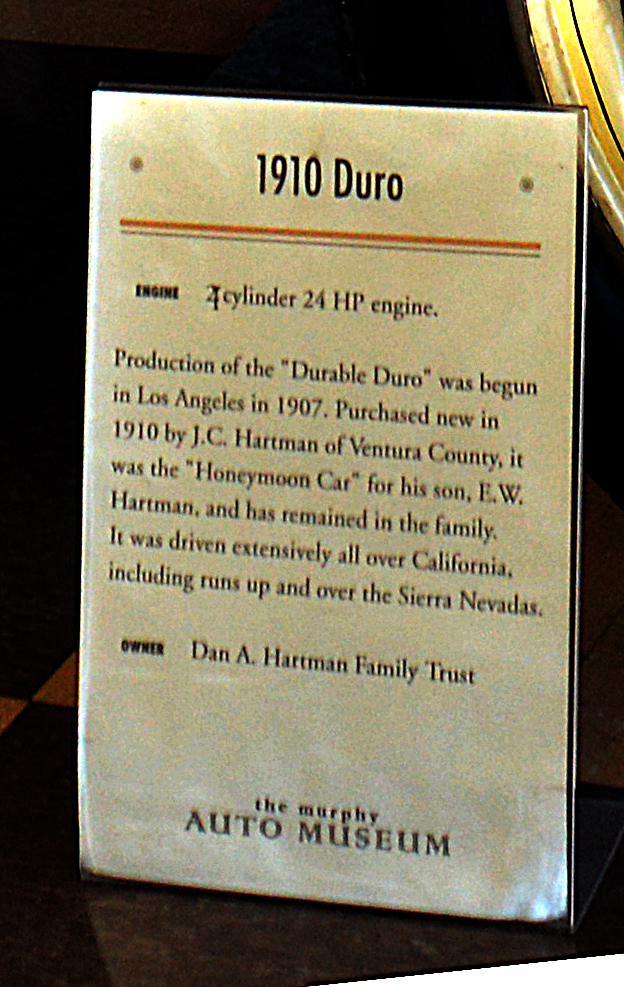 1910 Duro
ENGINE cylinder 24 HP engine.
Production of the "Durable Duro" was begun
in Los Angeles in 1907. Purchased new in
1910 by J.C. Hartman of Ventura County, it
was the "Honeymoon Car" for his son, E.W.
Hartman, and has remained in the family.
It was driven extensively all over California,
including runs up and over the Sierra Nevadas.
OWNER Dan A. Hartman Family Trust
the murphy
AUTO MUSEUM